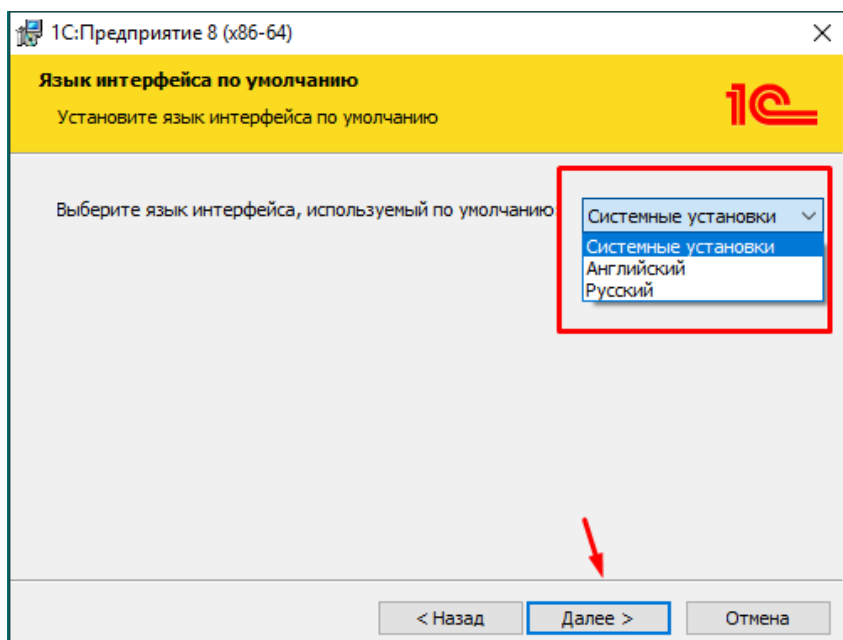 1С:Предприятие 8 (x86-64)
Язык интерфейса по умолчанию
Установите язык интерфейса по умолчанию
1С
Выберите язык интерфейса, используемый по умолчанию:
Системные установки
Системные установки
Английский
Русский
< Назад
Далее >
Отмена